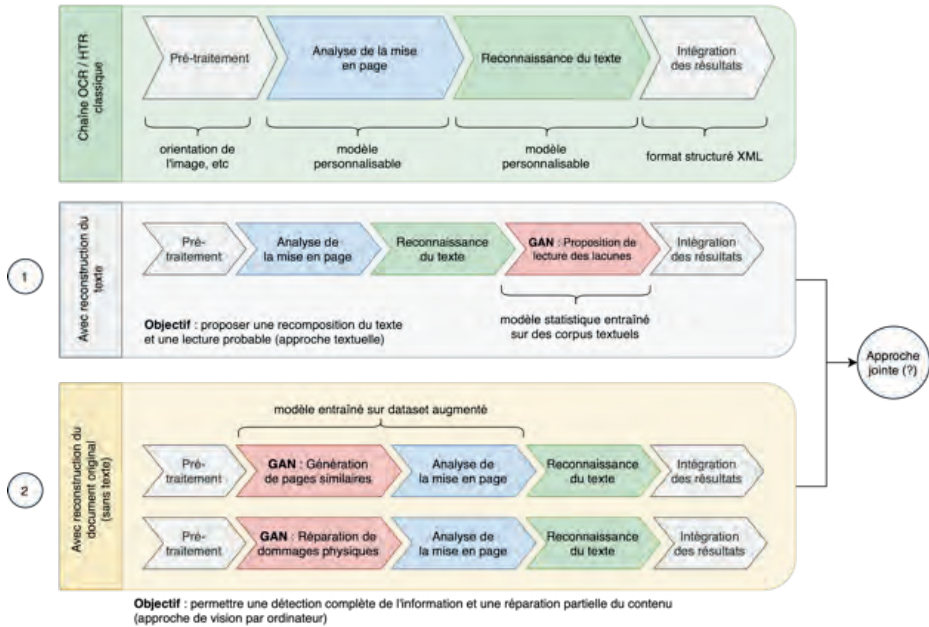 Chaîne OCR / HTR
classique
Pré-traitement
Analyse de la mise
en page
Reconnaissance du texte
Intégration
des résultats
orientation de
l'image, etc
modèle
personnalisable
modèle
personnalisable
format structuré XML
1
Avec reconstruction du
texte
Pré-
traitement
Analyse de
la mise en page
Reconnaissance
du texte
GAN : Proposition de
lecture des lacunes
Intégration
des résultats
modèle statistique entraîné
sur des corpus textuels
Objectif : proposer une recomposition du texte
et une lecture probable (approche textuelle)
Approche
jointe (?)
2
Avec reconstruction du
document original
(sans texte)
modèle entraîné sur dataset augmenté
Pré-
traitement
GAN : Génération
de pages similaires
Analyse de
la mise en page
Reconnaissance
du texte
Intégration
des résultats
Pré-
traitement
GAN : Réparation de
dommages physiques
Analyse de
la mise en page
Reconnaissance
du texte
Intégration
des résultats
Objectif : permettre une détection complète de l'information et une réparation partielle du contenu
(approche de vision par ordinateur)